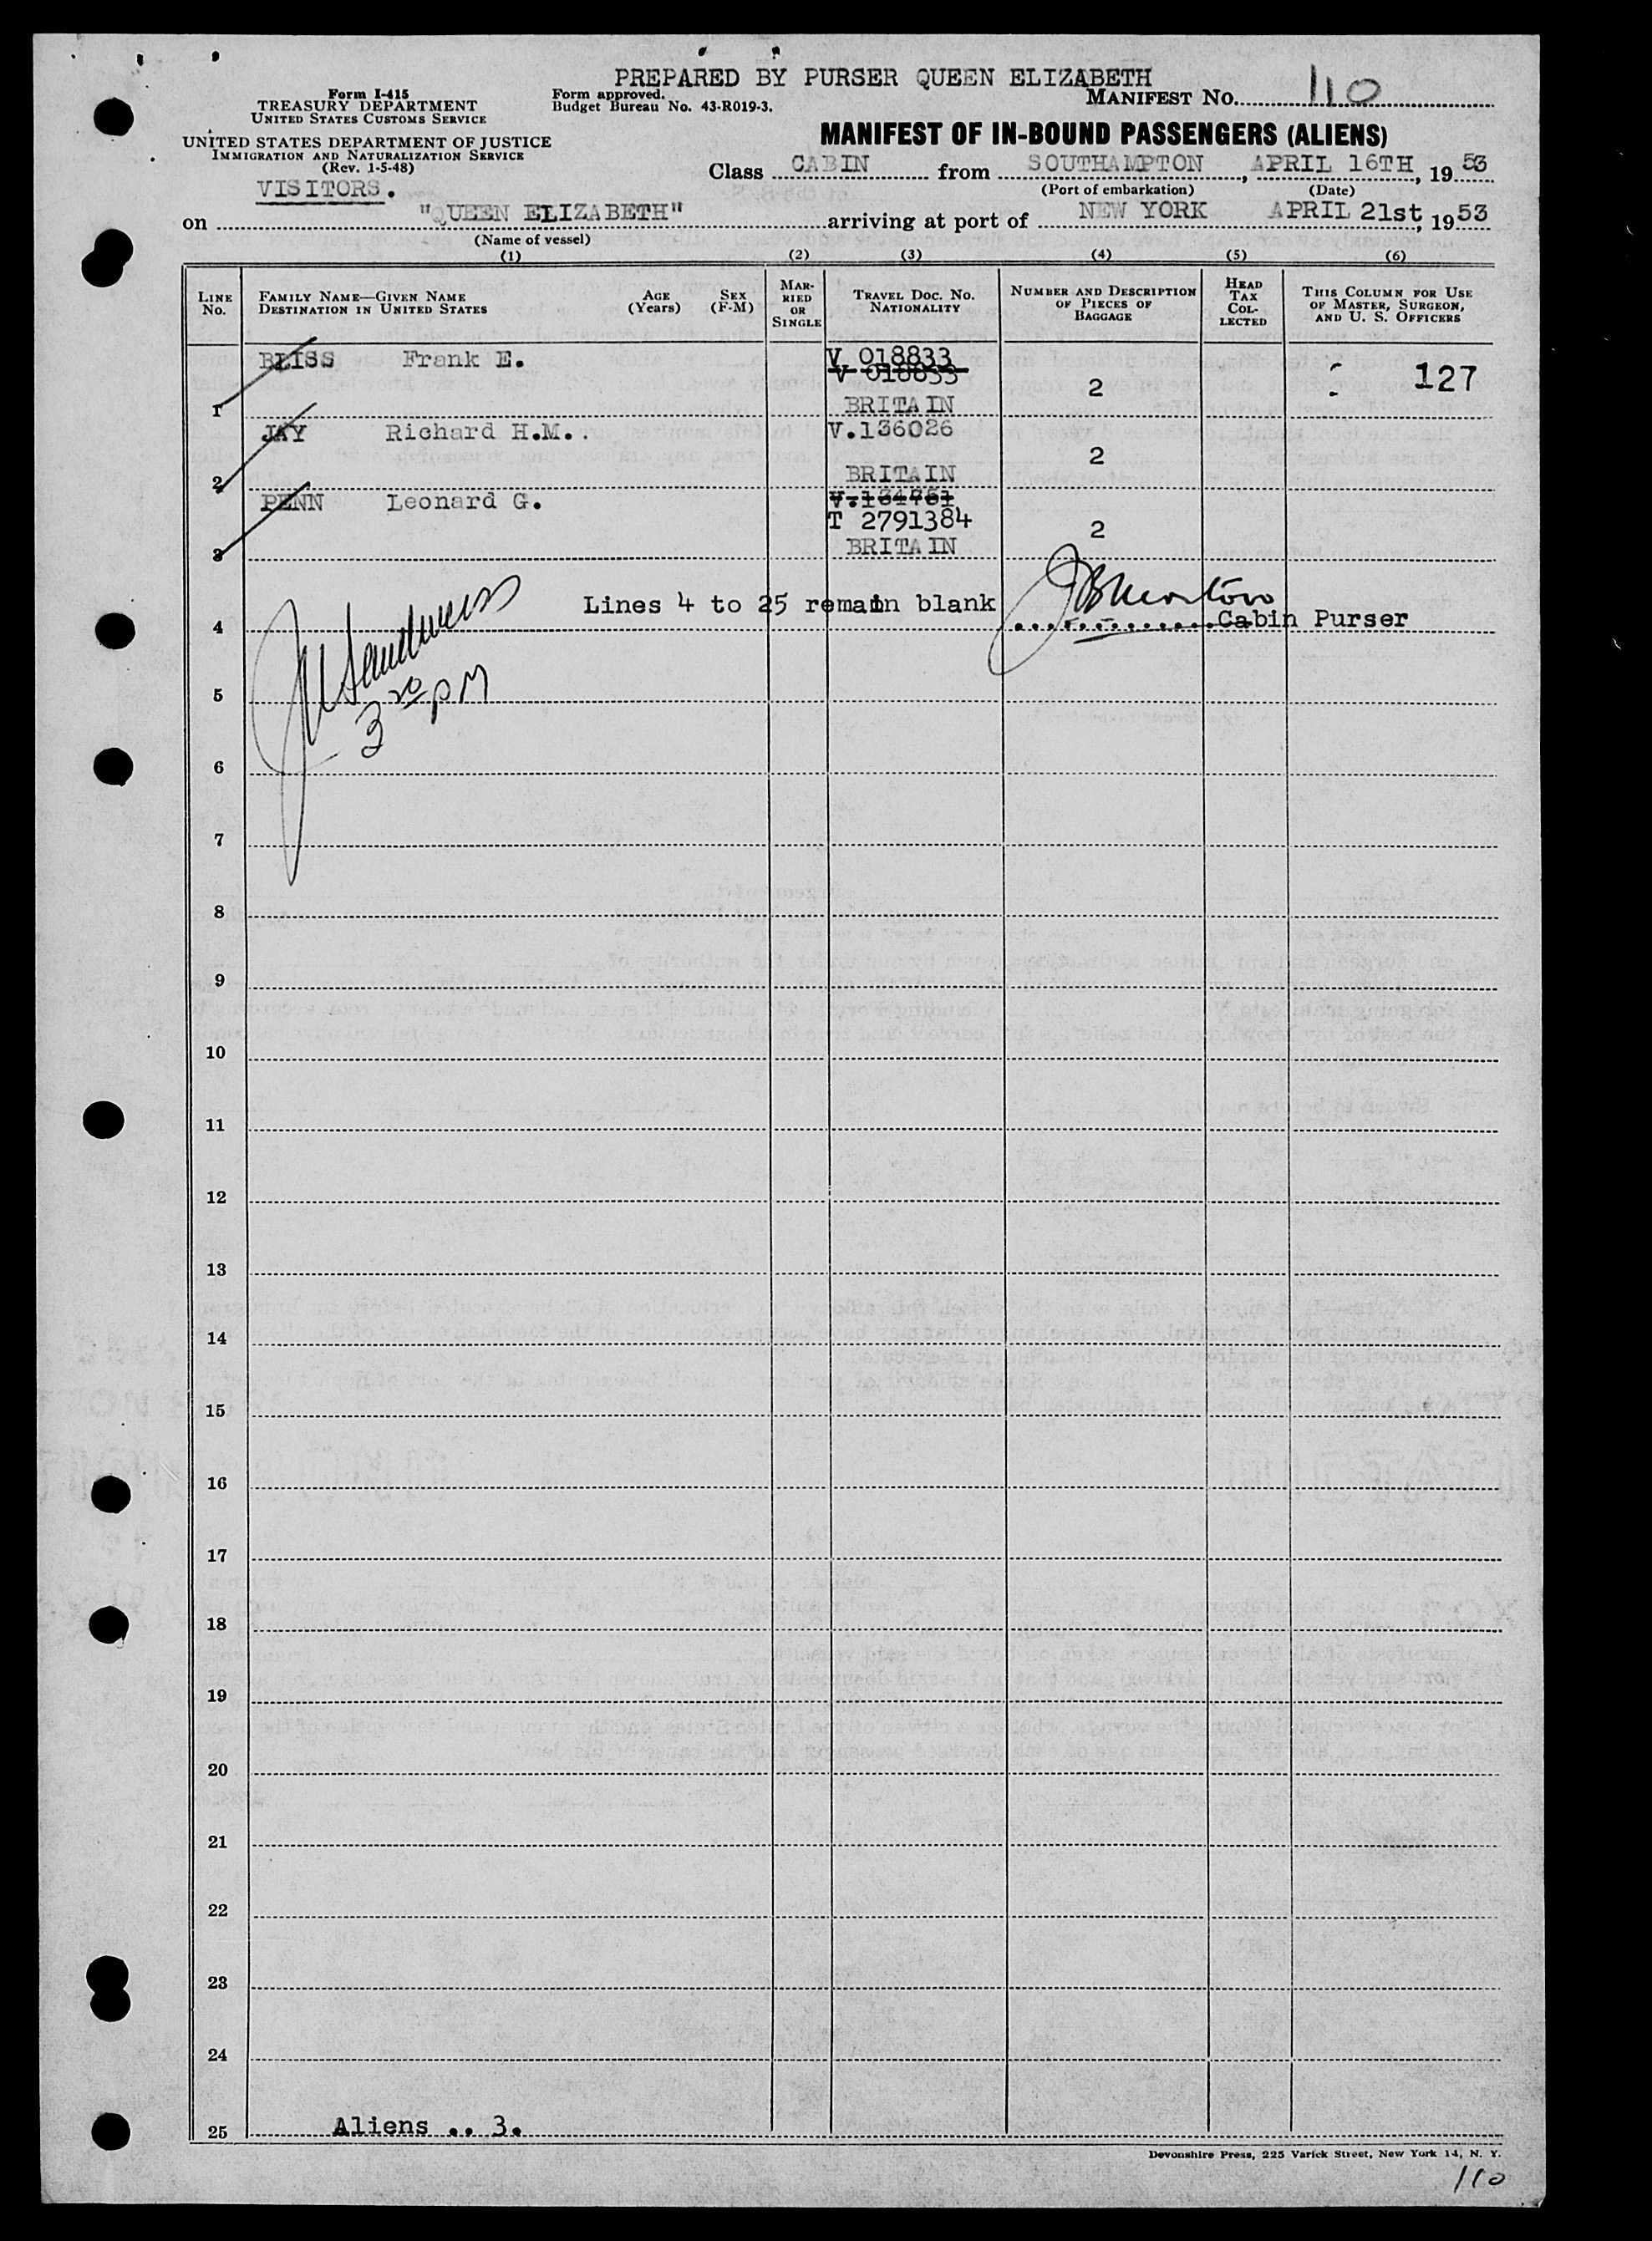 PREPARED BY PURSER QUEEN ELIZABETH
Form I-415
TREASURY DEPARTMENT
UNITED STATES CUSTOMS SERVICE
Form approved.
Budget Bureau No. 43-R019-3.
MANIFEST No. 110
UNITED STATES DEPARTMENT OF JUSTICE
IMMIGRATION AND NATURALIZATION SERVICE
(Rev. 1-5-48)
VISITORS.
MANIFEST OF IN-BOUND PASSENGERS (ALIENS)
Class CABIN from SOUTHAMPTON, APRIL 16TH, 1953
(Port of embarkation) (Date)
on "QUEEN ELIZABETH" arriving at port of NEW YORK APRIL 21st, 1953
(Name of vessel)
(1) (2) (3) (4) (5) (6)
LINE No.
FAMILY NAME—GIVEN NAME
DESTINATION IN UNITED STATES
AGE (Years)
SEX (F-M)
MARRIED OR SINGLE
TRAVEL DOC. No.
NATIONALITY
NUMBER AND DESCRIPTION OF PIECES OF BAGGAGE
HEAD TAX COLLECTED
THIS COLUMN FOR USE OF MASTER, SURGEON, AND U. S. OFFICERS
BLISS Frank E. V 018833
V 018833
2 127
1 BRITAIN
JAY Richard H.M.. V.136026
2
2 BRITAIN
PENN Leonard G. V.134761
T 2791384
2
3 BRITAIN
Lines 4 to 25 remain blank
4 Cabin Purser
3 20 PM
5
6
7
8
9
10
11
12
13
14
15
16
17
18
19
20
21
22
23
24
25 Aliens .. 3.
Devonshire Press, 225 Varick Street, New York 14, N. Y.
110